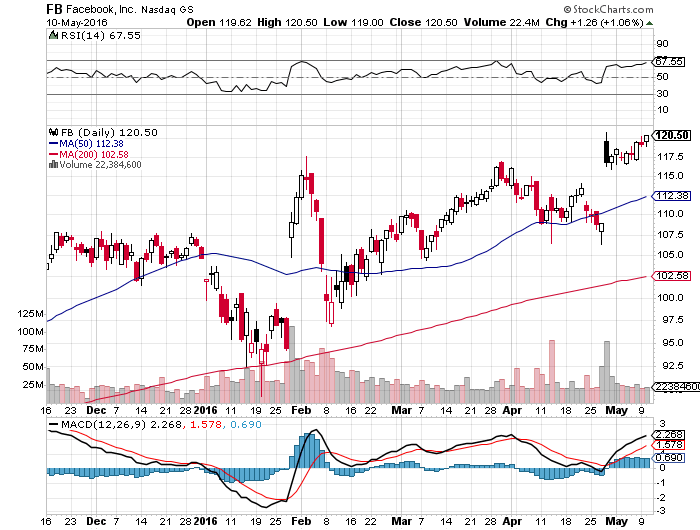 FB Facebook, Inc. Nasdaq GS
© StockCharts.com
10-May-2016
Open 119.62 High 120.50 Low 119.00 Close 120.50 Volume 22.4M Chg +1.26 (+1.06%)
RSI(14) 67.55
90
67.55
50
30
10
FB (Daily) 120.50
MA(50) 112.38
MA(200) 102.58
Volume 22,384,600
120.50
117.5
112.38
110.0
107.5
105.0
102.58
100.0
97.5
95.0
92.5
22384600
125M
100M
75M
50M
25M
16 23 Dec 7 14 21 28 2016 11 19 25 Feb 8 16 22 Mar 7 14 21 28 Apr 11 18 25 May 9
MACD(12,26,9) 2.268, 1.578, 0.690
3
2.268
1.578
0.690
0
-1
-2
-3
16 23 Dec 7 14 21 28 2016 11 19 25 Feb 8 16 22 Mar 7 14 21 28 Apr 11 18 25 May 9